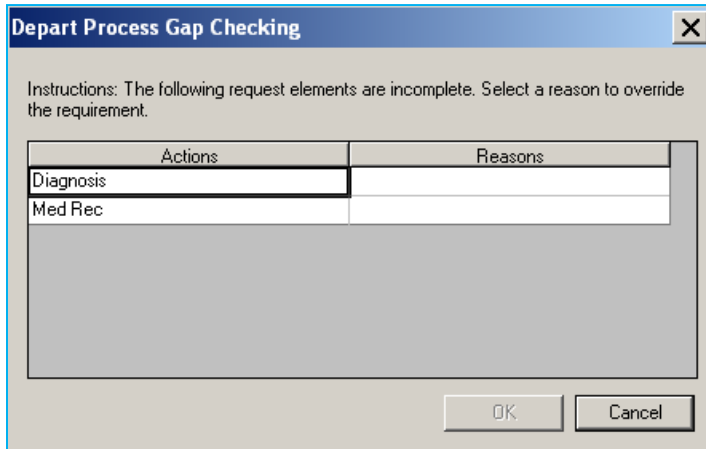 Depart Process Gap Checking
Instructions: The following request elements are incomplete. Select a reason to override
the requirement.
Actions Reasons
Diagnosis
Med Rec
OK Cancel